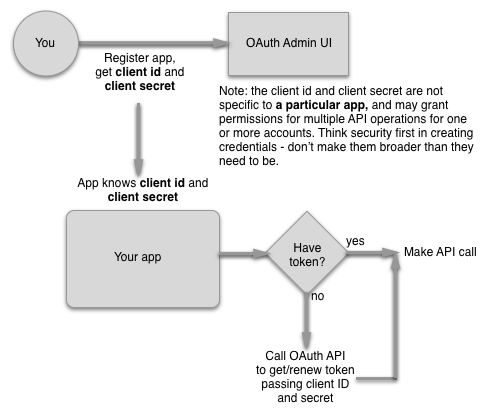 You
OAuth Admin UI
Register app,
get client id and
client secret
Note: the client id and client secret are not
specific to a particular app, and may grant
permissions for multiple API operations for one
or more accounts. Think security first in creating
credentials - don't make them broader than they
need to be.
App knows client id and
client secret
Your app
Have
token?
yes
Make API call
no
Call OAuth API
to get/renew token
passing client ID
and secret